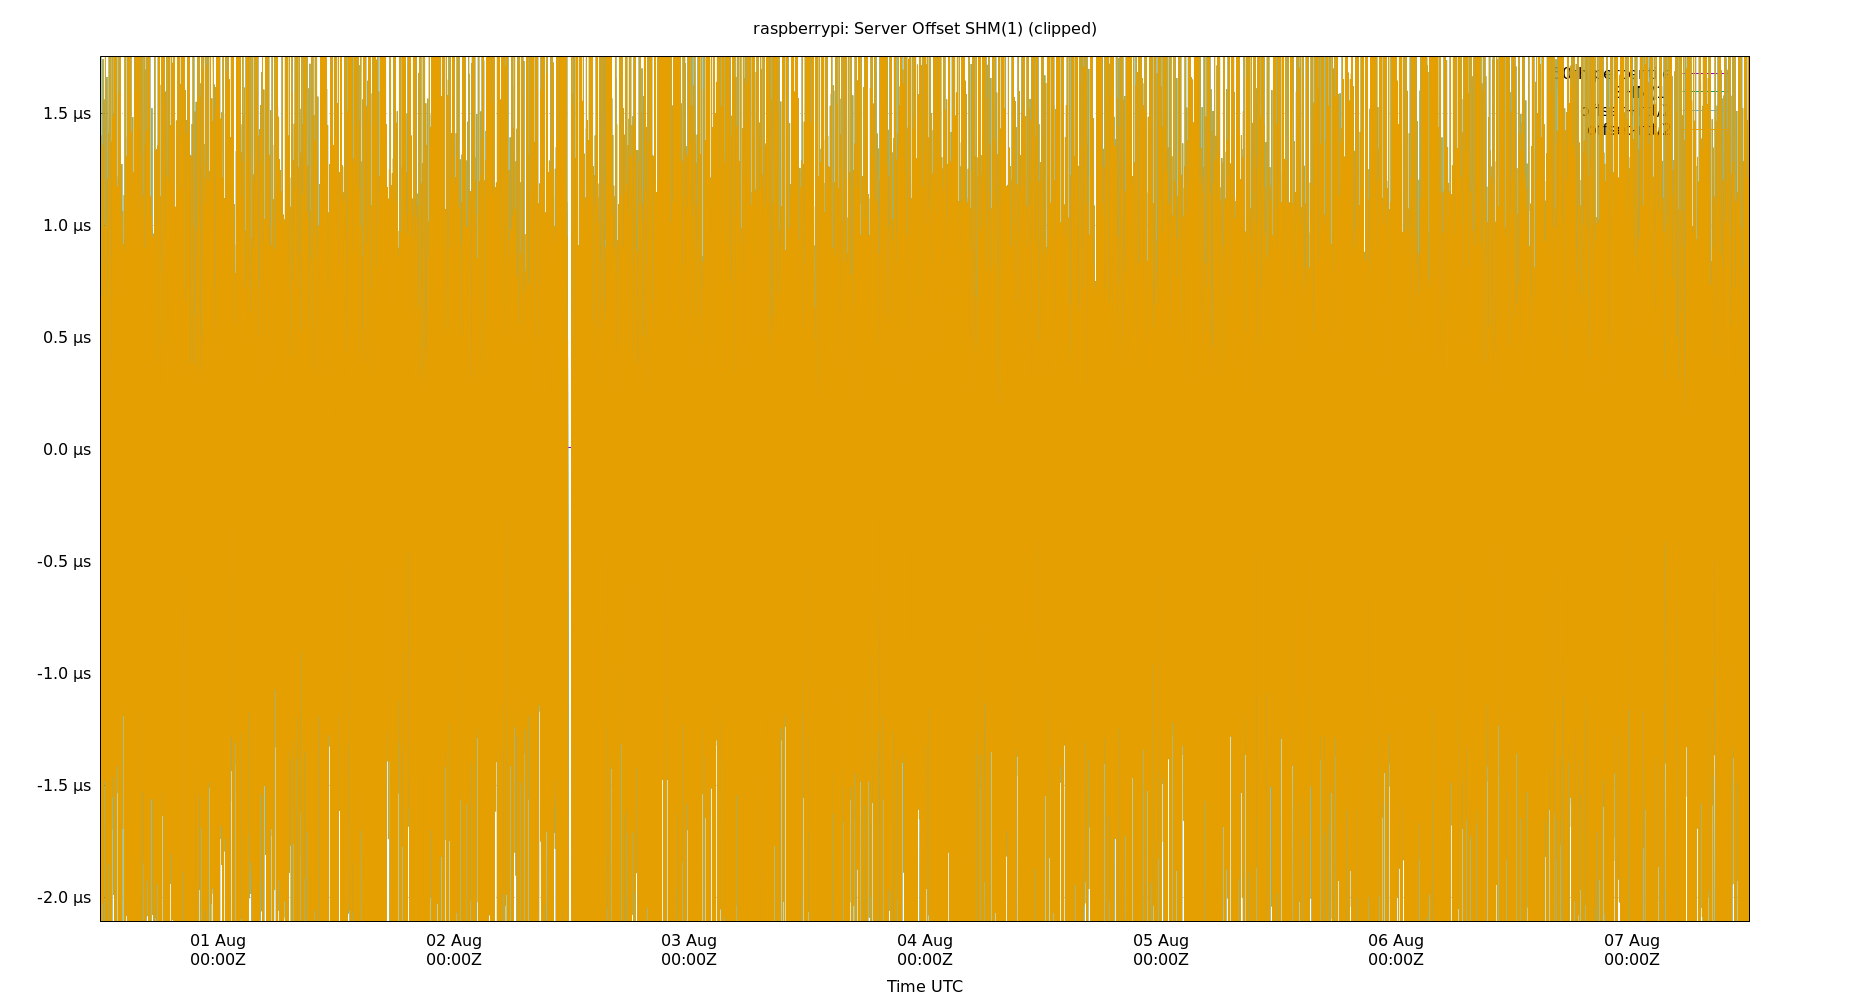 raspberrypi: Server Offset SHM(1) (clipped)
1.5 µs
1.0 µs
0.5 µs
0.0 µs
-0.5 µs
-1.0 µs
-1.5 µs
-2.0 µs
01 Aug 02 Aug 03 Aug 04 Aug 05 Aug 06 Aug 07 Aug
00:00Z 00:00Z 00:00Z 00:00Z 00:00Z 00:00Z 00:00Z
Time UTC